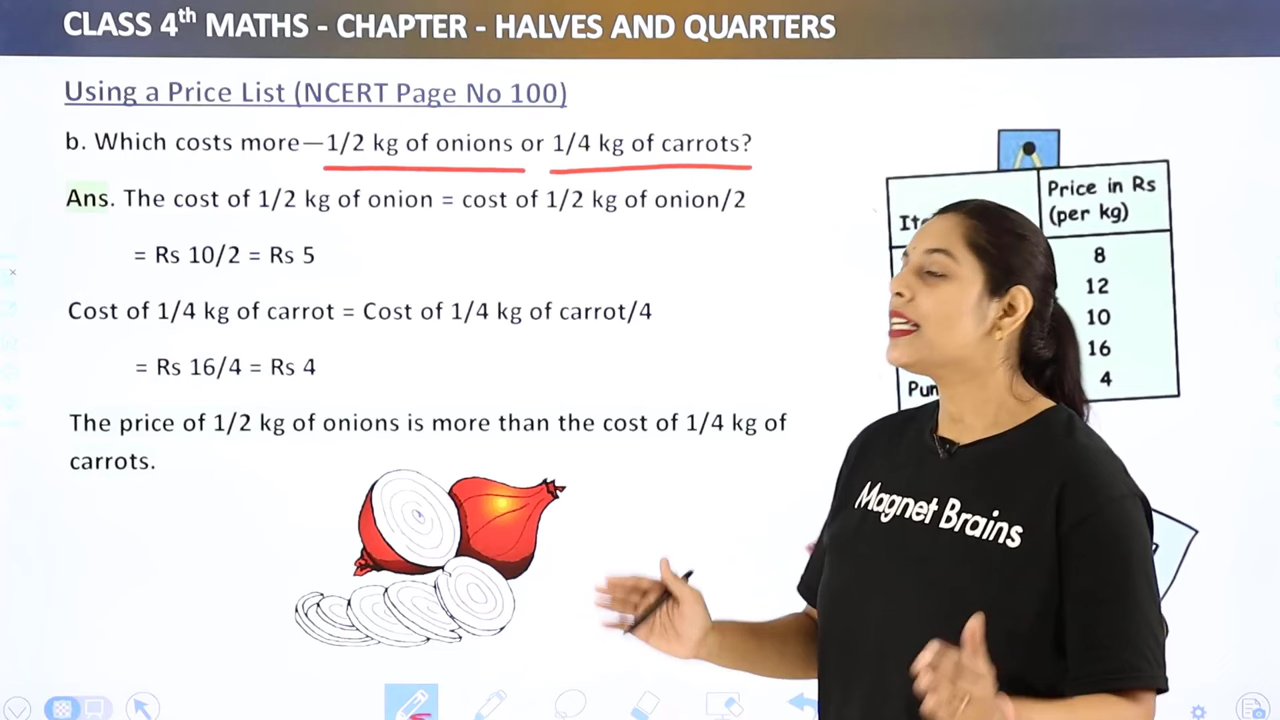 CLASS 4th MATHS - CHAPTER - HALVES AND QUARTERS
Using a Price List (NCERT Page No 100)
b. Which costs more—1/2 kg of onions or 1/4 kg of carrots?
Ans. The cost of 1/2 kg of onion = cost of 1/2 kg of onion/2
= Rs 10/2 = Rs 5
Cost of 1/4 kg of carrot = Cost of 1/4 kg of carrot/4
= Rs 16/4 = Rs 4
The price of 1/2 kg of onions is more than the cost of 1/4 kg of
carrots.
Price in Rs
(per kg)
8
12
10
16
4
Magnet Brains